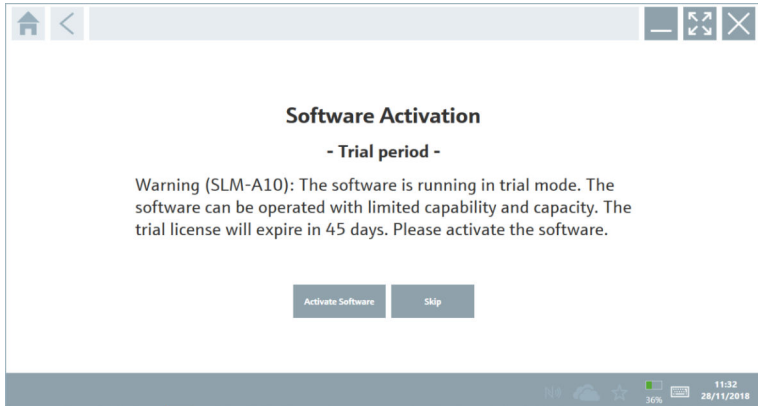 Software Activation
- Trial period -
Warning (SLM-A10): The software is running in trial mode. The
software can be operated with limited capability and capacity. The
trial license will expire in 45 days. Please activate the software.
Activate Software
Skip
36%
11:32
28/11/2018